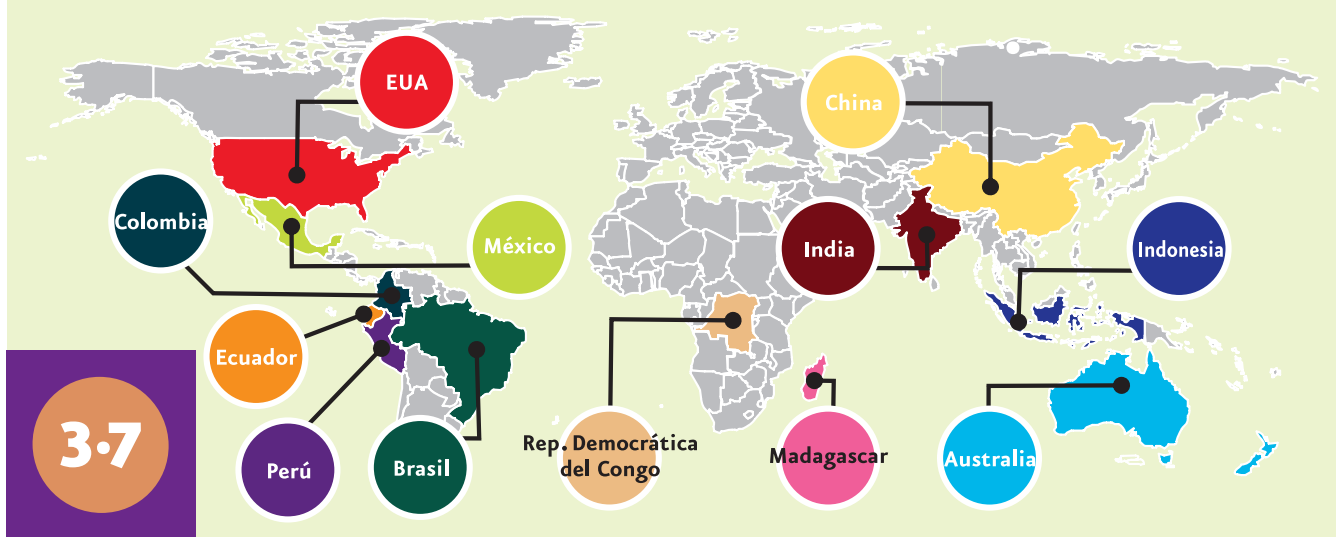 EUA
China
Colombia
México
India
Indonesia
Ecuador
Perú
Brasil
Rep. Democrática
del Congo
Madagascar
Australia
3·7